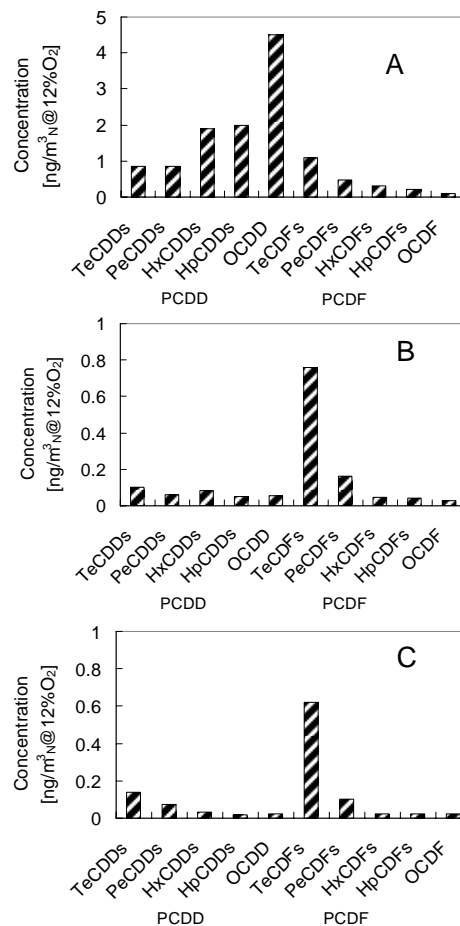 A
Concentration
[ng/m³N@12%O2]
5
4
3
2
1
0
TeCDDs
PeCDDs
HxCDDs
HpCDDs
OCDD
TeCDFs
PeCDFs
HxCDFs
HpCDFs
OCDF
PCDD
PCDF
B
Concentration
[ng/m³N@12%O2]
1
0.8
0.6
0.4
0.2
0
TeCDDs
PeCDDs
HxCDDs
HpCDDs
OCDD
TeCDFs
PeCDFs
HxCDFs
HpCDFs
OCDF
PCDD
PCDF
C
Concentration
[ng/m³N@12%O2]
1
0.8
0.6
0.4
0.2
0
TeCDDs
PeCDDs
HxCDDs
HpCDDs
OCDD
TeCDFs
PeCDFs
HxCDFs
HpCDFs
OCDF
PCDD
PCDF